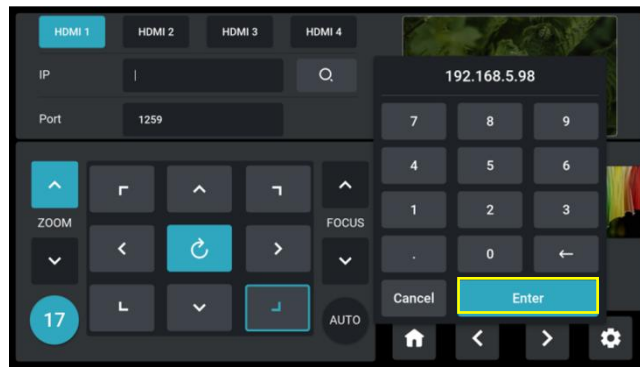 HDMI 1 HDMI 2 HDMI 3 HDMI 4
IP
Port 1259
192.168.5.98
7 8 9
4 5 6
1 2 3
. 0 ←
Cancel Enter
ZOOM
FOCUS
17
AUTO